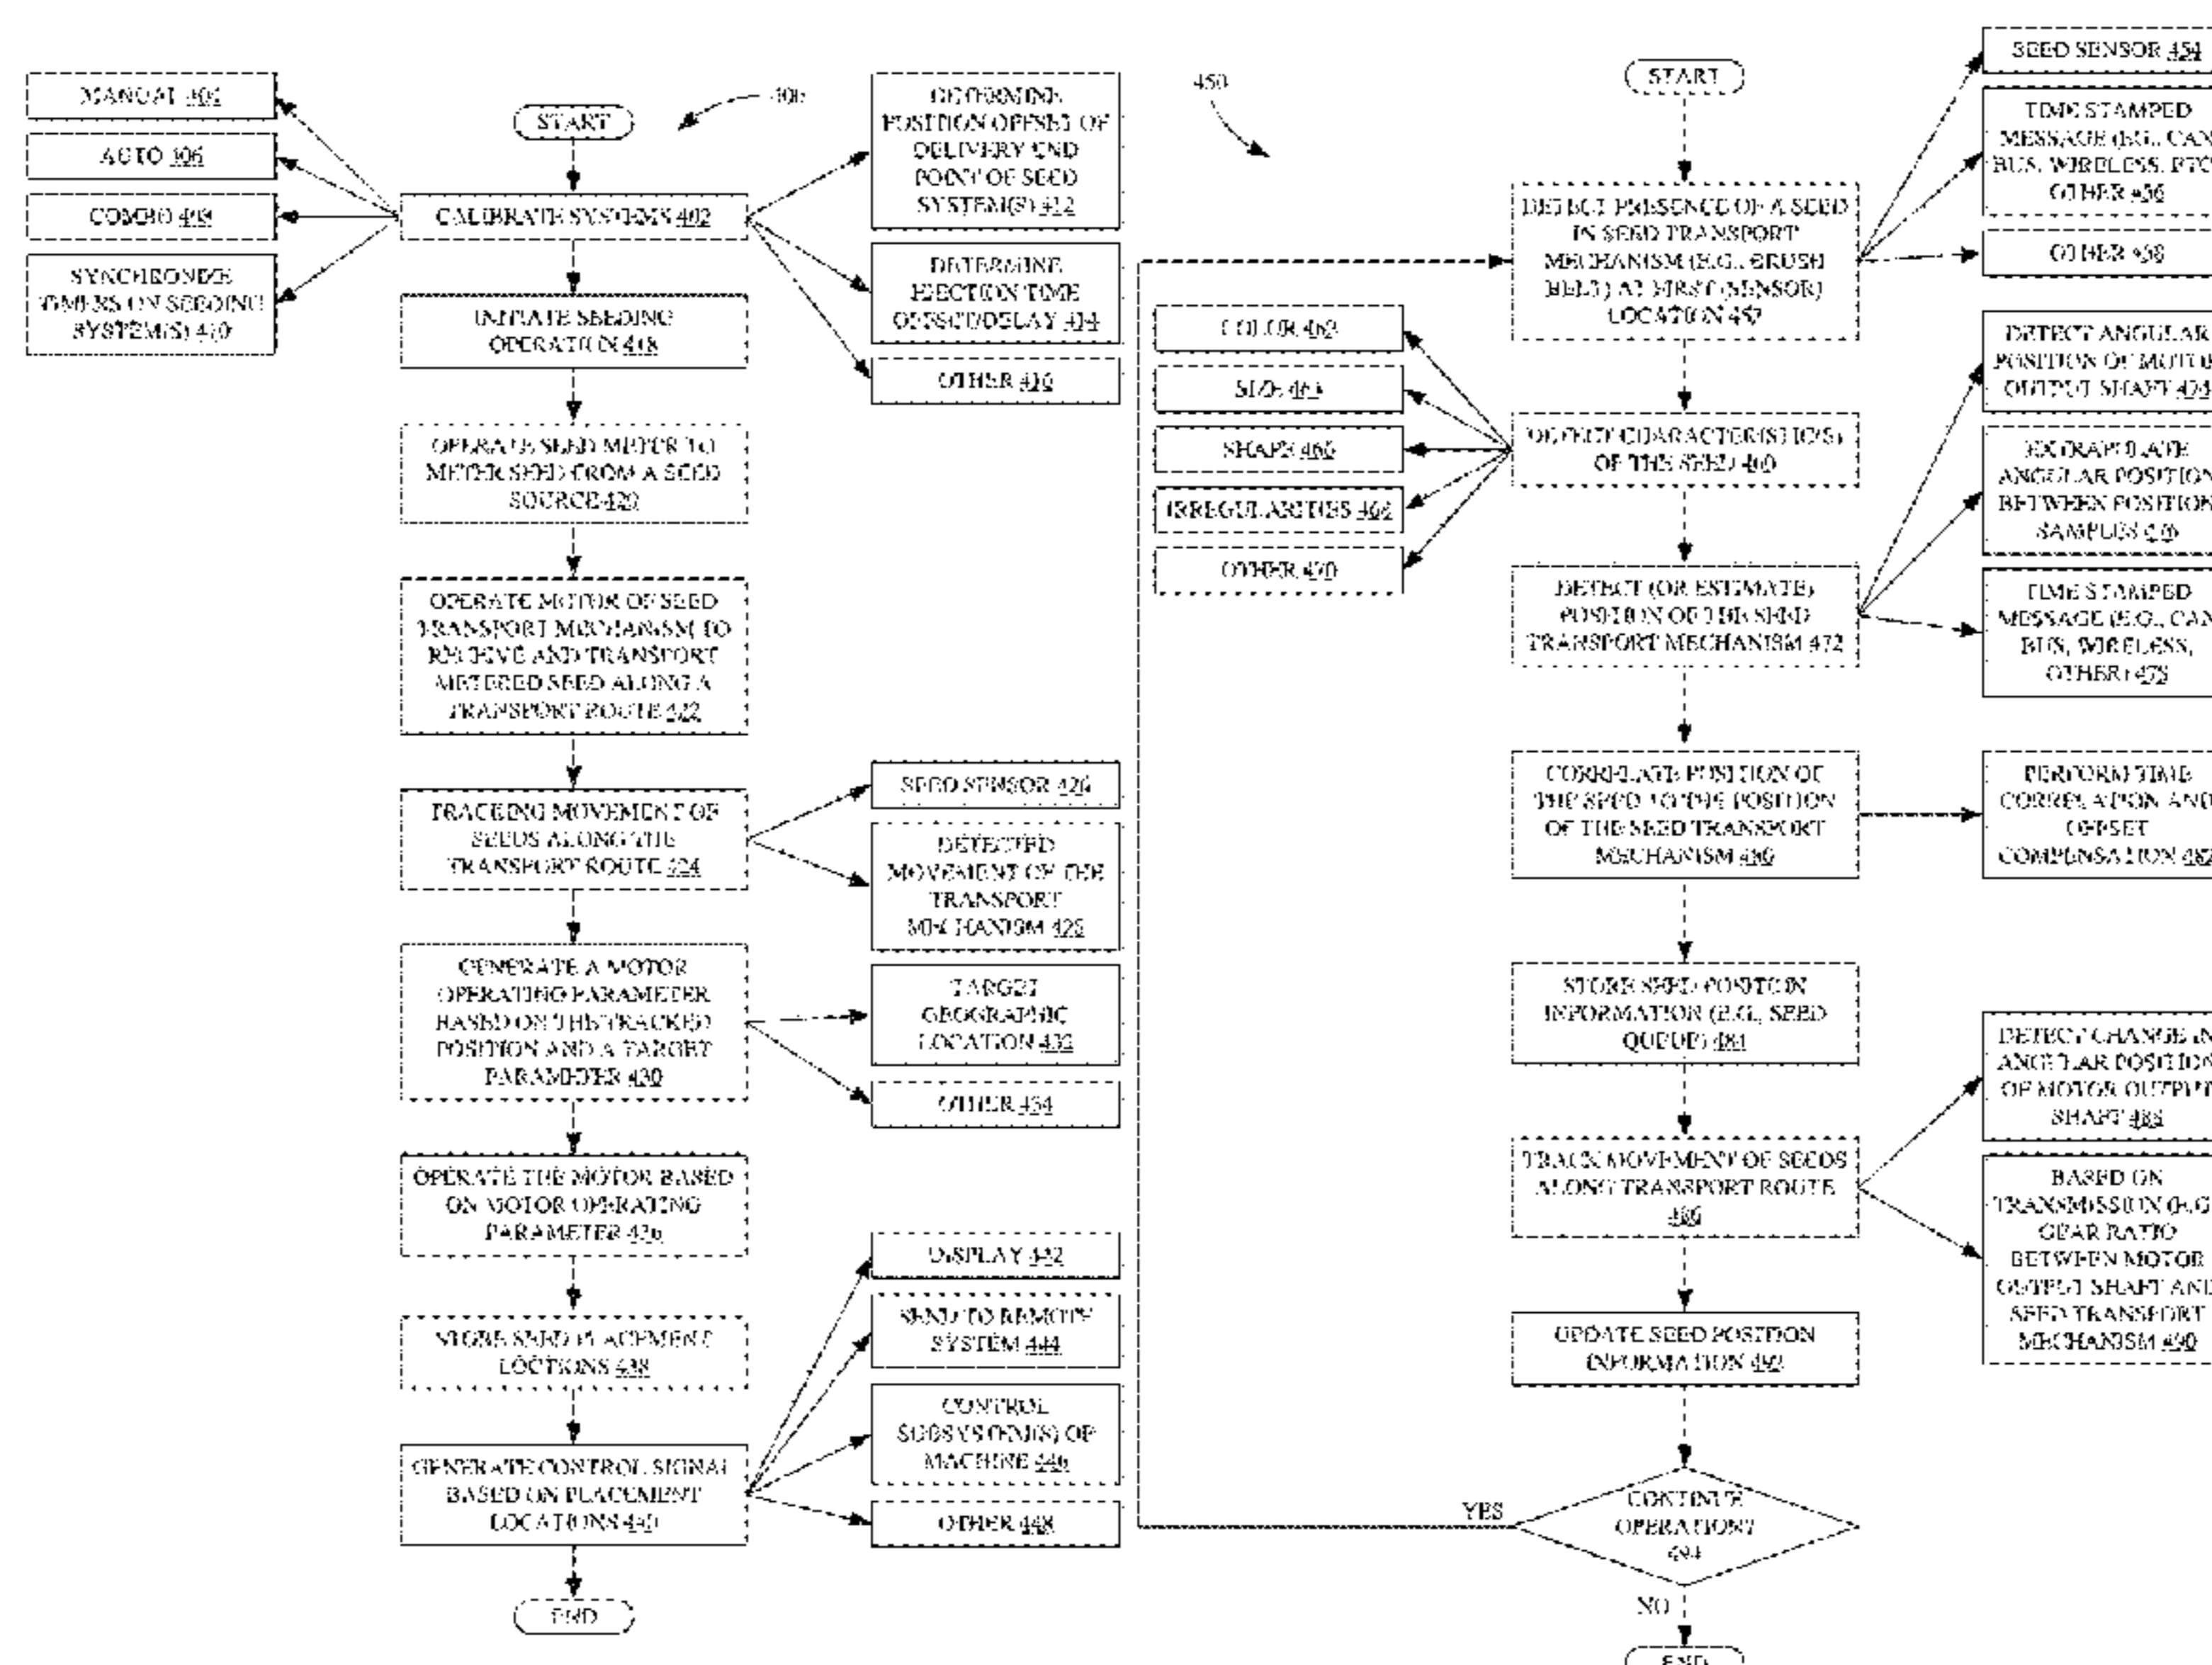 START
400
MANUAL 404
AUTO 406
COMBO 408
SYNCHRONIZE
TIMERS ON SEEDING
SYSTEM(S) 410
CALIBRATE SYSTEMS 402
DETERMINE
POSITION OFFSET OF
DELIVERY END
POINT OF SEED
SYSTEM(S) 412
DETERMINE
EJECTION TIME
OFFSET/DELAY 414
OTHER 416
INITIATE SEEDING
OPERATION 418
OPERATE SEED METER TO
METER SEED FROM A SEED
SOURCE 420
OPERATE MOTOR OF SEED
TRANSPORT MECHANISM TO
RECEIVE AND TRANSPORT
METERED SEED ALONG A
TRANSPORT ROUTE 422
TRACKING MOVEMENT OF
SEEDS ALONG THE
TRANSPORT ROUTE 424
SEED SENSOR 426
DETECTED
MOVEMENT OF THE
TRANSPORT
MECHANISM 428
GENERATE A MOTOR
OPERATING PARAMETER
BASED ON THE TRACKED
POSITION AND A TARGET
PARAMETER 430
TARGET
GEOGRAPHIC
LOCATION 432
OTHER 434
OPERATE THE MOTOR BASED
ON MOTOR OPERATING
PARAMETER 436
STORE SEED PLACEMENT
LOCTIONS 438
GENERATE CONTROL SIGNAL
BASED ON PLACEMENT
LOCATIONS 440
DISPLAY 442
SEND TO REMOTE
SYSTEM 444
CONTROL
SUBSYSTEM(S) OF
MACHINE 446
OTHER 448
END
450
START
DETECT PRESENCE OF A SEED
IN SEED TRANSPORT
MECHANISM (E.G., BRUSH
BELT) AT FIRST (SENSOR)
LOCATION 452
SEED SENSOR 454
TIME STAMPED
MESSAGE (E.G., CAN
BUS, WIRELESS, PTC
OTHER 456
OTHER 458
DETECT CHARACTERISTIC(S)
OF THE SEED 460
COLOR 462
SIZE 464
SHAPE 466
IRREGULARITIES 468
OTHER 470
DETECT (OR ESTIMATE)
POSITION OF THE SEED
TRANSPORT MECHANISM 472
DETECT ANGULAR
POSITION OF MOTOR
OUTPUT SHAFT 474
EXTRAPOLATE
ANGULAR POSITION
BETWEEN POSITION
SAMPLES 476
TIME STAMPED
MESSAGE (E.G., CAN
BUS, WIRELESS,
OTHER) 478
CORRELATE POSITION OF
THE SEED TO THE POSITION
OF THE SEED TRANSPORT
MECHANISM 480
PERFORM TIME
CORRELATION AND
OFFSET
COMPENSATION 482
STORE SEED POSITOIN
INFORMATION (E.G., SEED
QUEUE) 484
TRACK MOVEMENT OF SEEDS
ALONG TRANSPORT ROUTE
486
DETECT CHANGE IN
ANGULAR POSITION
OF MOTOR OUTPUT
SHAFT 488
BASED ON
TRANSMISSION (E.G.
GEAR RATIO
BETWEEN MOTOR
OUTPUT SHAFT AND
SEED TRANSPORT
MECHANISM 490
UPDATE SEED POSITION
INFORMATION 492
CONTINUE
OPERATION?
494
YES
NO
END